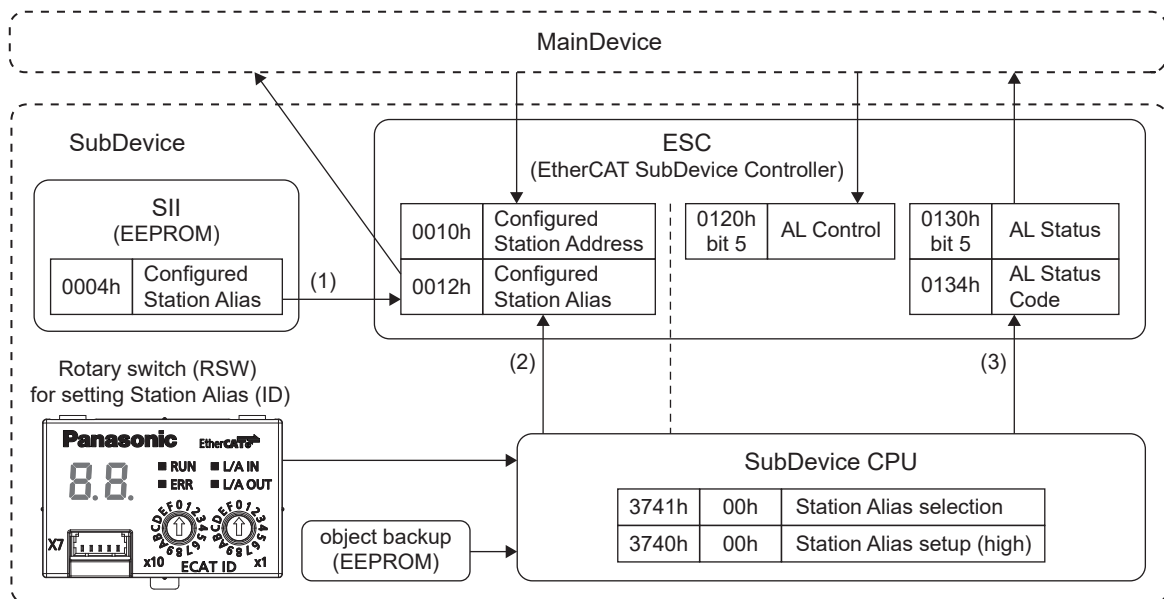 MainDevice
SubDevice
ESC
(EtherCAT SubDevice Controller)
SII
(EEPROM)
0004h
Configured
Station Alias
(1)
0010h
Configured
Station Address
0012h
Configured
Station Alias
0120h
bit 5
AL Control
0130h
bit 5
AL Status
0134h
AL Status
Code
(2)
(3)
Rotary switch (RSW)
for setting Station Alias (ID)
Panasonic
EtherCAT
8.8.
RUN
L/A IN
ERR
L/A OUT
0123456789ABCDEF
0123456789ABCDEF
X7
x10
ECAT ID
x1
object backup
(EEPROM)
SubDevice CPU
3741h
00h
Station Alias selection
3740h
00h
Station Alias setup (high)